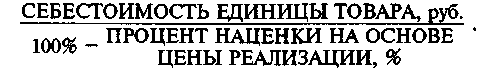 СЕБЕСТОИМОСТЬ ЕДИНИЦЫ ТОВАРА, руб.
100% – ПРОЦЕНТ НАЦЕНКИ НА ОСНОВЕ
ЦЕНЫ РЕАЛИЗАЦИИ, %